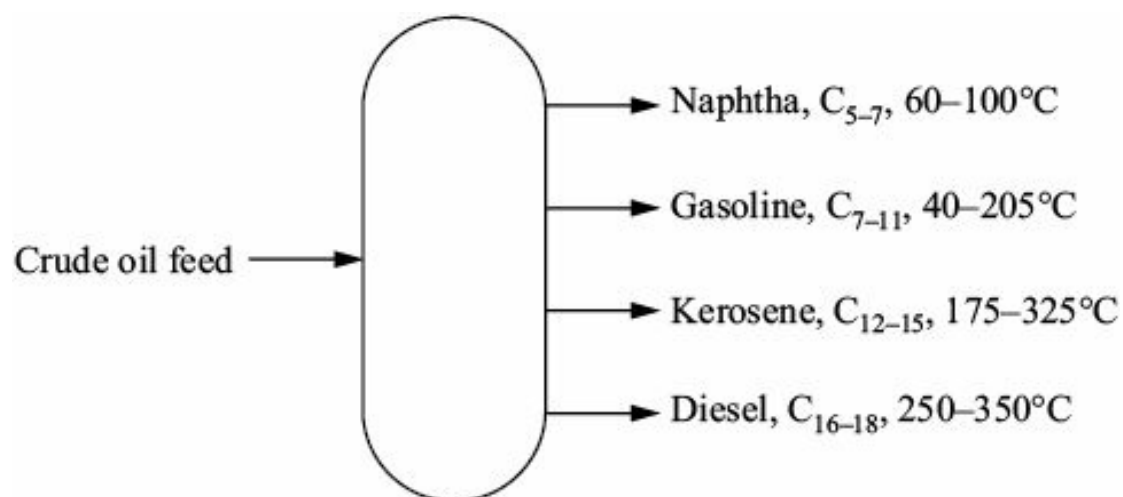 Naphtha, C₅₋₇, 60–100°C
Gasoline, C₇₋₁₁, 40–205°C
Crude oil feed
Kerosene, C₁₂₋₁₅, 175–325°C
Diesel, C₁₆₋₁₈, 250–350°C